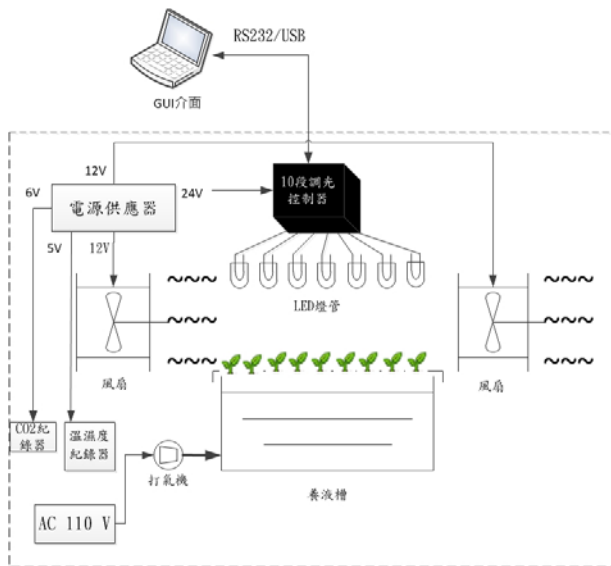 RS232/USB
GUI介面
12V
6V
電源供應器
24V
10段調光
控制器
5V
12V
LED燈管
風扇
風扇
CO2紀
錄器
溫濕度
紀錄器
打氣機
養液槽
AC 110 V